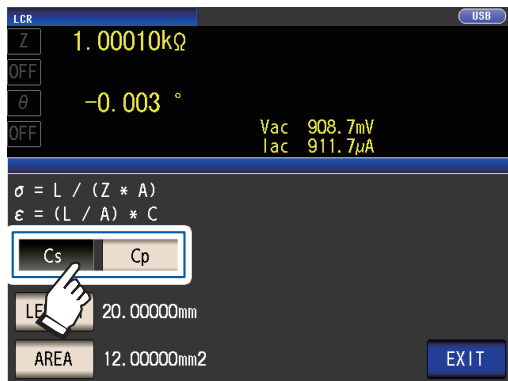 LCR USB
Z 1.00010kΩ
OFF
θ -0.003 °
OFF Vac 908.7mV
Iac 911.7μA
σ = L / (Z * A)
ε = (L / A) * C
Cs Cp
20.00000mm
AREA 12.00000mm2 EXIT